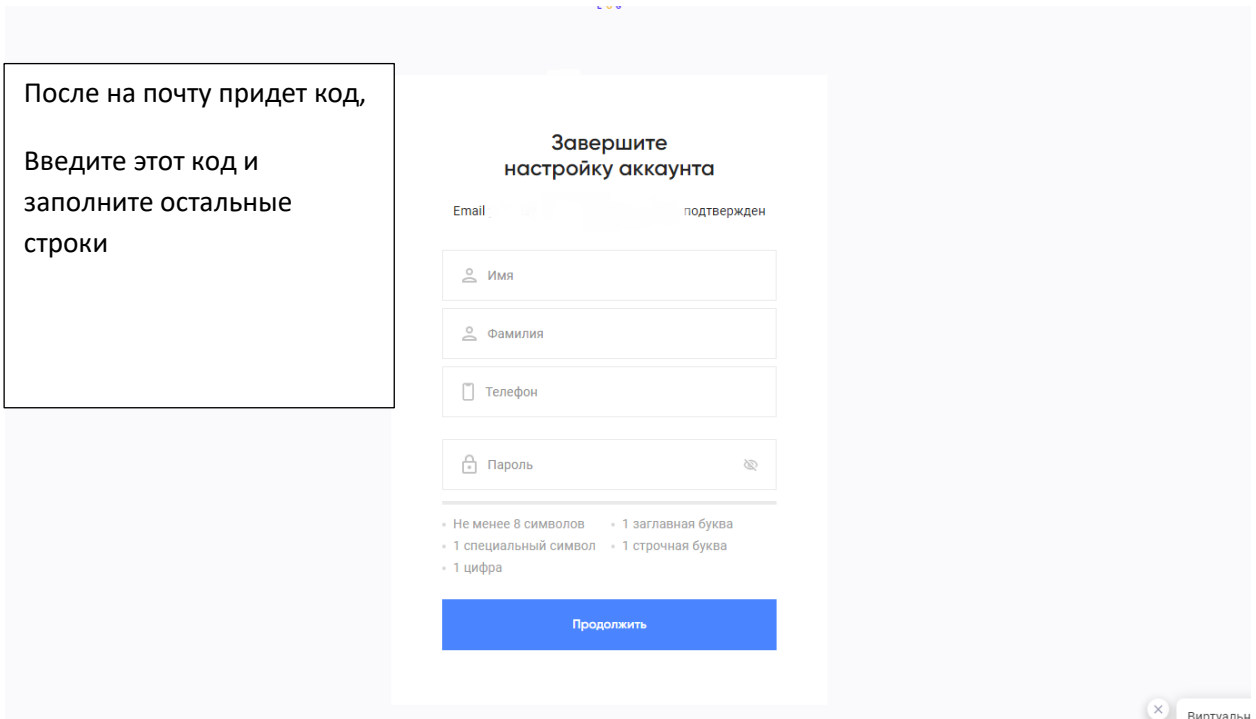 После на почту придет код,
Введите этот код и
заполните остальные
строки
Завершите
настройку аккаунта
Email подтвержден
Имя
Фамилия
Телефон
Пароль
Не менее 8 символов
1 заглавная буква
1 специальный символ
1 строчная буква
1 цифра
Продолжить